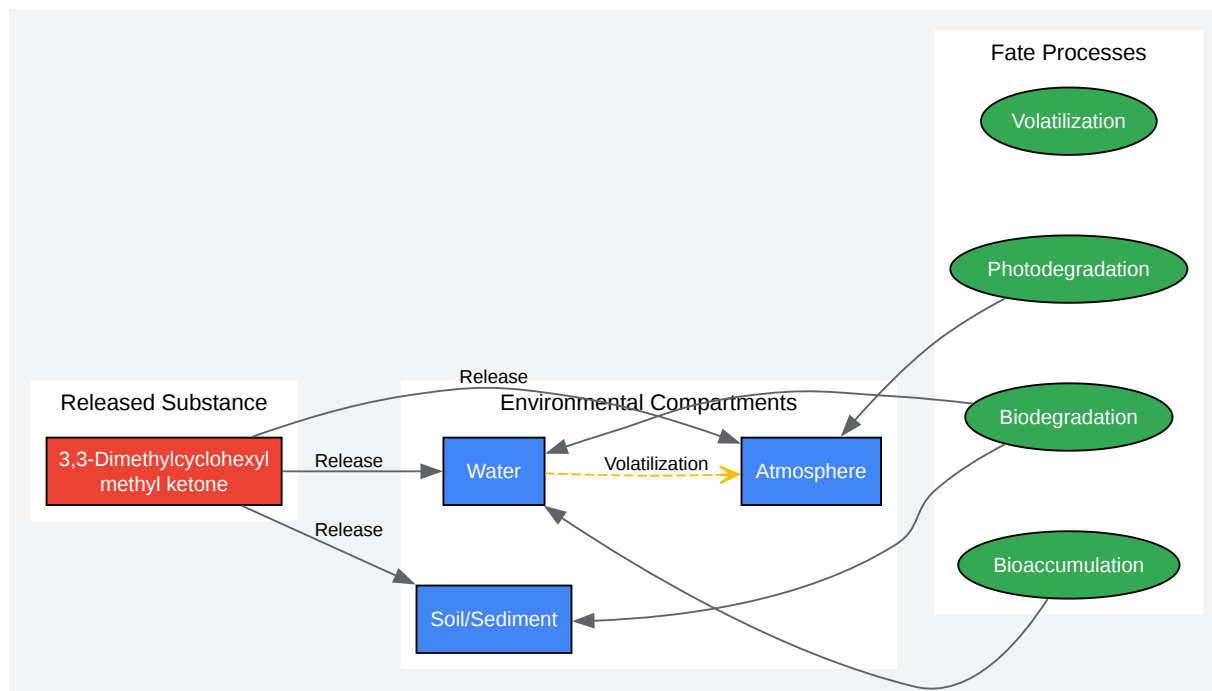 Fate Processes
Volatilization
Photodegradation
Release
Released Substance
Environmental Compartments
Biodegradation
3,3-Dimethylcyclohexyl
methyl ketone
Release
Water
Volatilization
Atmosphere
Release
Bioaccumulation
Soil/Sediment